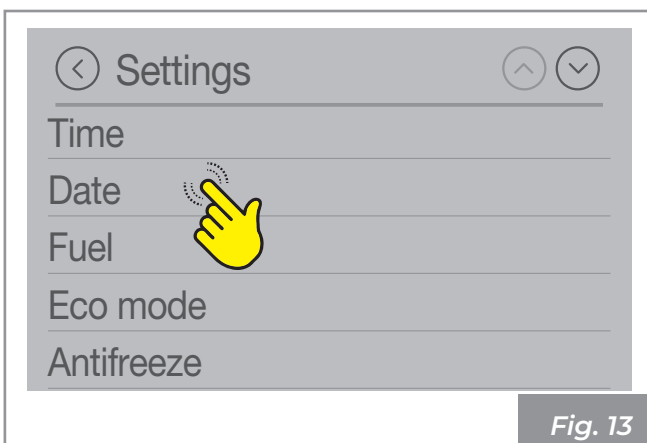 Settings
Time
Date
Fuel
Eco mode
Antifreeze
Fig. 13